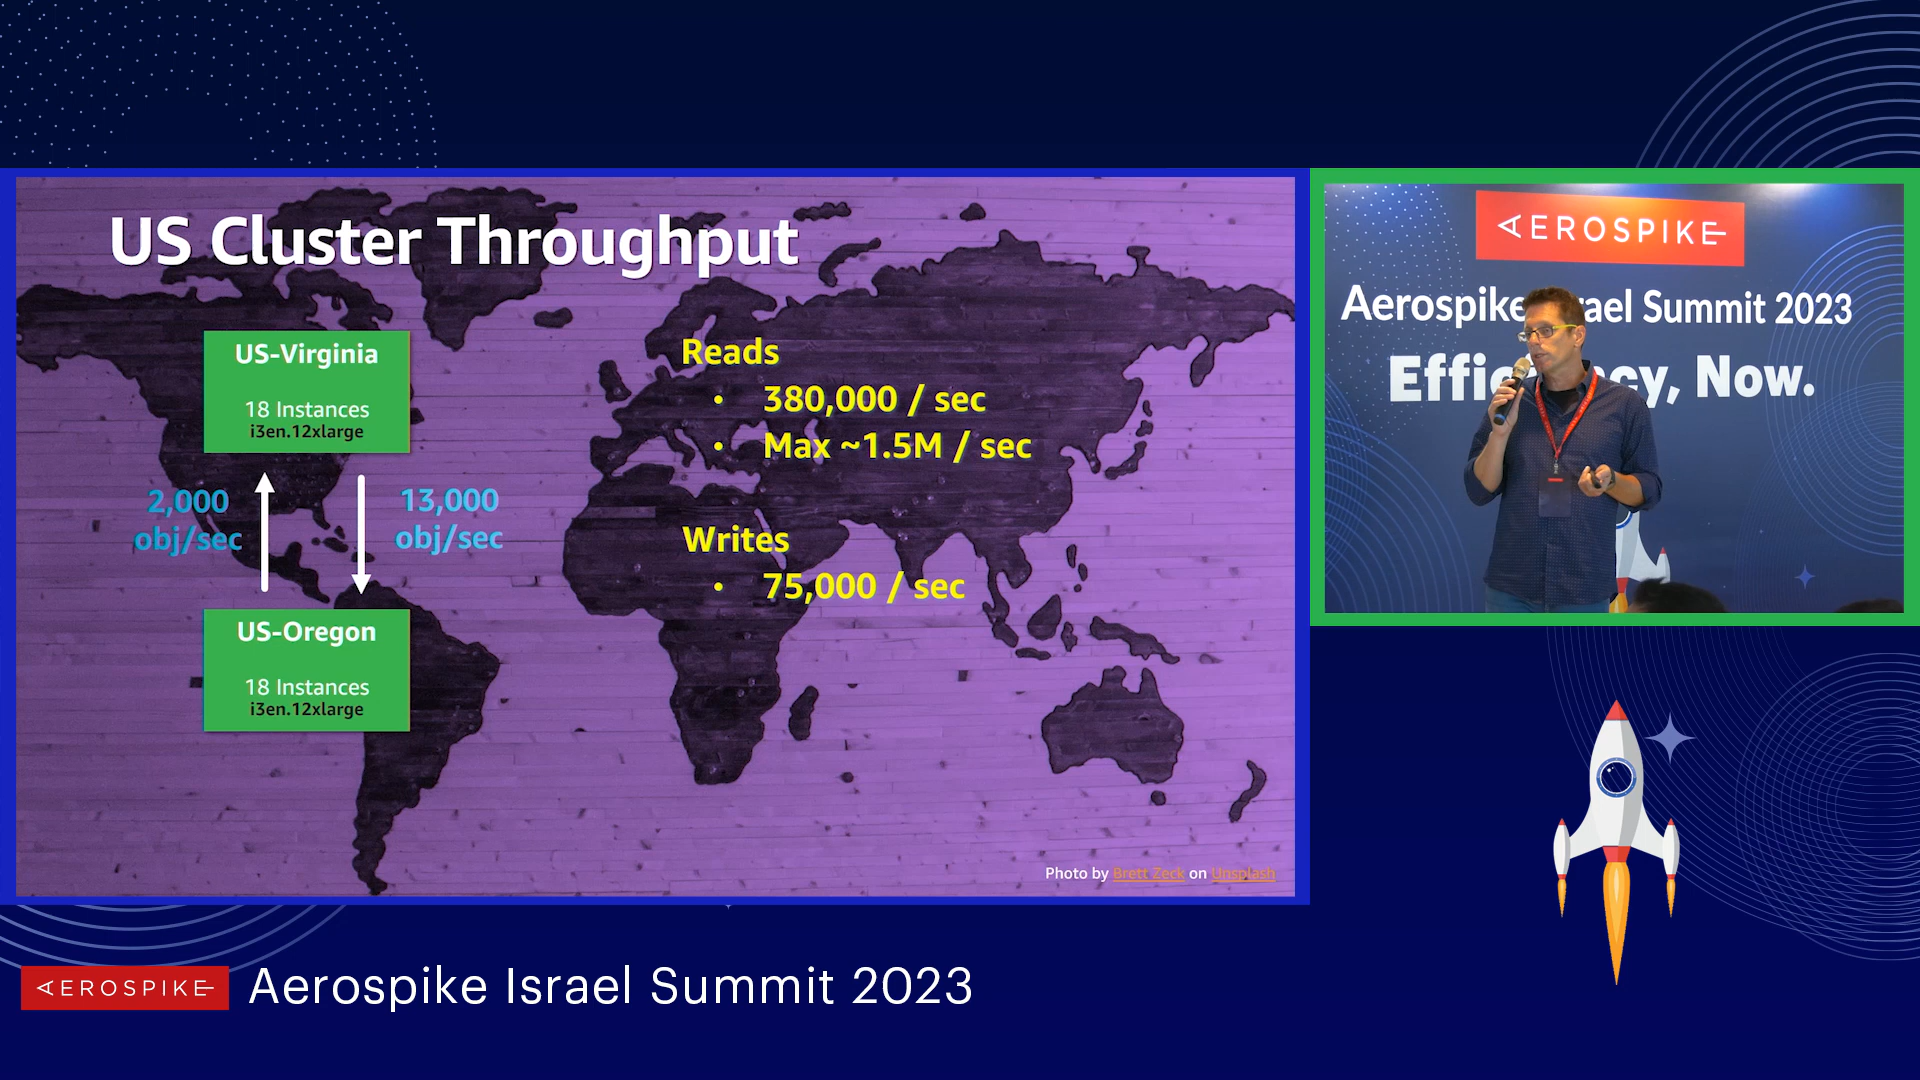 US Cluster Throughput
US-Virginia
18 Instances
i3en.12xlarge
2,000
obj/sec
13,000
obj/sec
US-Oregon
18 Instances
i3en.12xlarge
Reads
• 380,000 / sec
• Max ~1.5M / sec
Writes
• 75,000 / sec
Photo by Brett Zeck on Unsplash
AEROSPIKE
Aerospike Israel Summit 2023
Efficiency, Now.
AEROSPIKE
Aerospike Israel Summit 2023